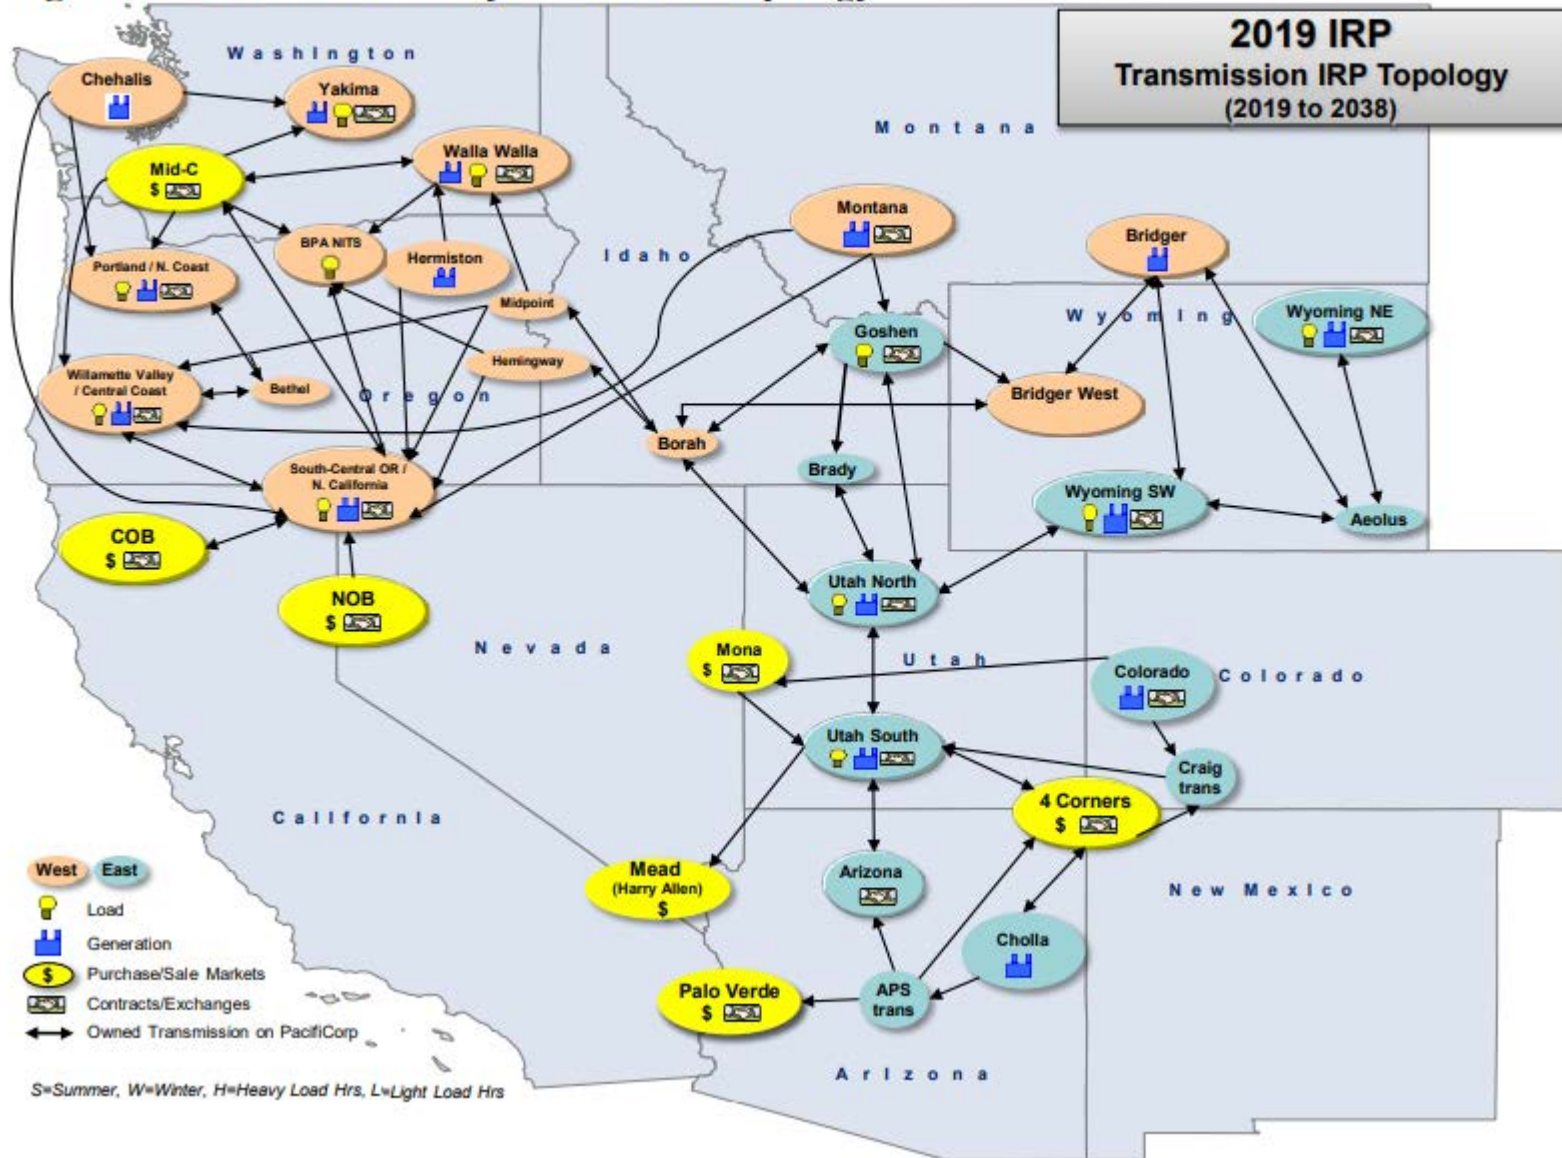 2019 IRP
Transmission IRP Topology
(2019 to 2038)
Washington
Montana
Idaho
Oregon
Wyoming
Nevada
Utah
Colorado
California
New Mexico
Arizona
Chehalis
Yakima
Mid-C
$
Walla Walla
BPA NITS
Hermiston
Portland / N. Coast
Midpoint
Hemingway
Willamette Valley
/ Central Coast
Bethel
South-Central OR /
N. California
COB
$
NOB
$
Montana
Goshen
Borah
Brady
Bridger
Bridger West
Wyoming NE
Wyoming SW
Aeolus
Utah North
Mona
$
Utah South
Colorado
Craig
trans
4 Corners
$
Mead
(Harry Allen)
$
Arizona
Cholla
Palo Verde
$
APS
trans
West
East
Load
Generation
$
Purchase/Sale Markets
Contracts/Exchanges
Owned Transmission on PacifiCorp
S=Summer, W=Winter, H=Heavy Load Hrs, L=Light Load Hrs